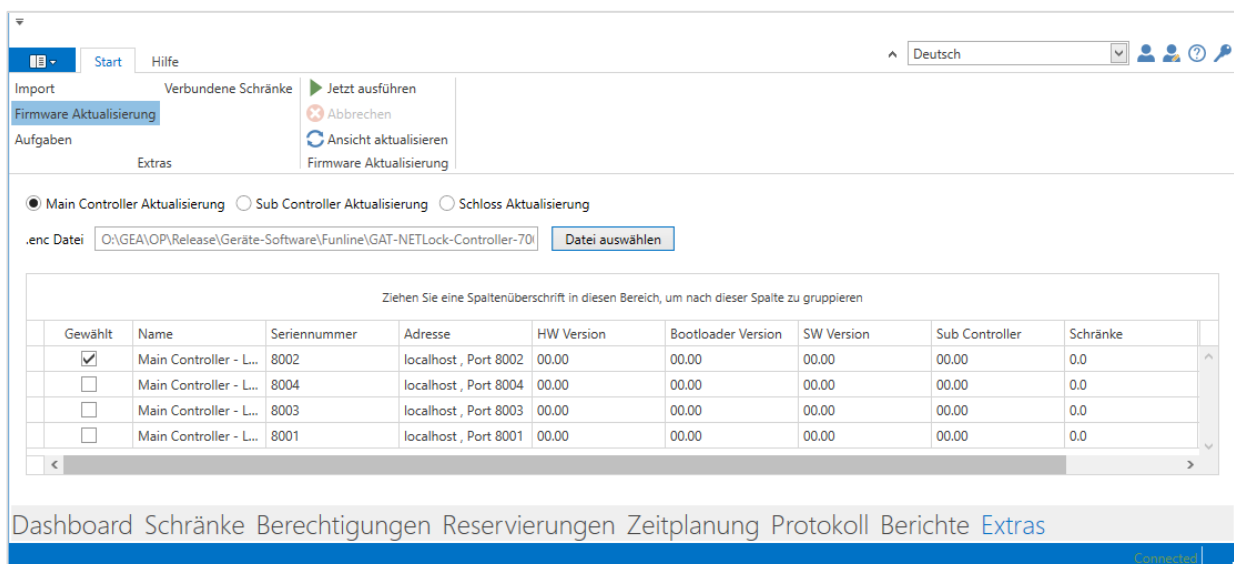 Deutsch
Start Hilfe
Import Verbundene Schränke Jetzt ausführen
Firmware Aktualisierung Abbrechen
Aufgaben Ansicht aktualisieren
Extras Firmware Aktualisierung
Main Controller Aktualisierung Sub Controller Aktualisierung Schloss Aktualisierung
.enc Datei O:\GEA\OP\Release\Geräte-Software\Funline\GAT-NETLock-Controller-70 Datei auswählen
Ziehen Sie eine Spaltenüberschrift in diesen Bereich, um nach dieser Spalte zu gruppieren
Gewählt Name Seriennummer Adresse HW Version Bootloader Version SW Version Sub Controller Schränke
Main Controller - L... 8002 localhost , Port 8002 00.00 00.00 00.00 00.00 0.0
Main Controller - L... 8004 localhost , Port 8004 00.00 00.00 00.00 00.00 0.0
Main Controller - L... 8003 localhost , Port 8003 00.00 00.00 00.00 00.00 0.0
Main Controller - L... 8001 localhost , Port 8001 00.00 00.00 00.00 00.00 0.0
Dashboard Schränke Berechtigungen Reservierungen Zeitplanung Protokoll Berichte Extras
Connected